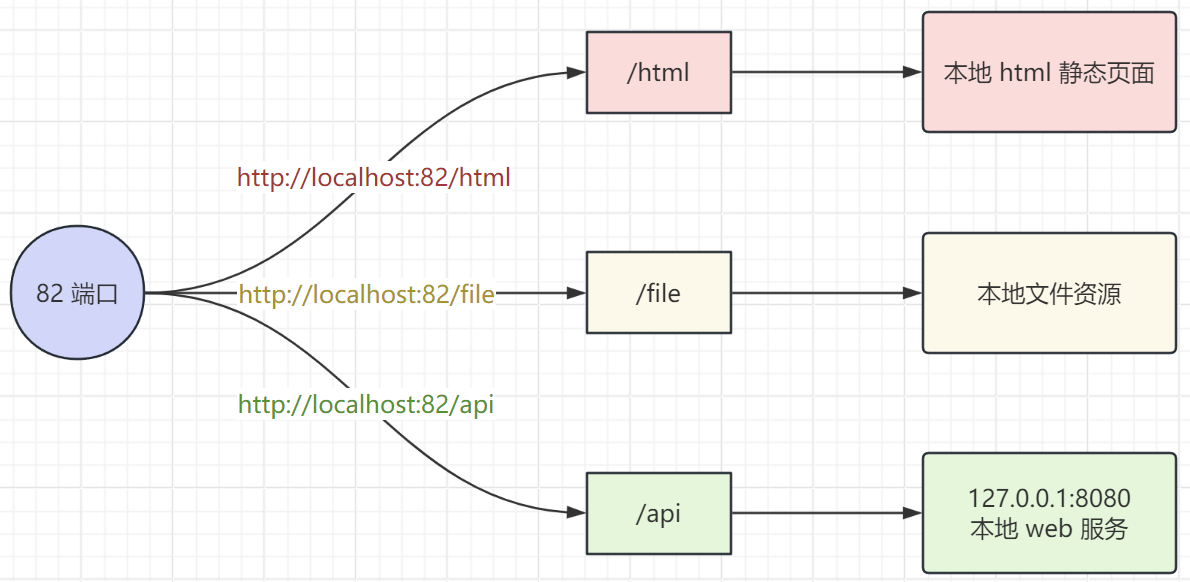 /html
本地 html 静态页面
http://localhost:82/html
82 端口
http://localhost:82/file
/file
本地文件资源
http://localhost:82/api
/api
127.0.0.1:8080
本地 web 服务